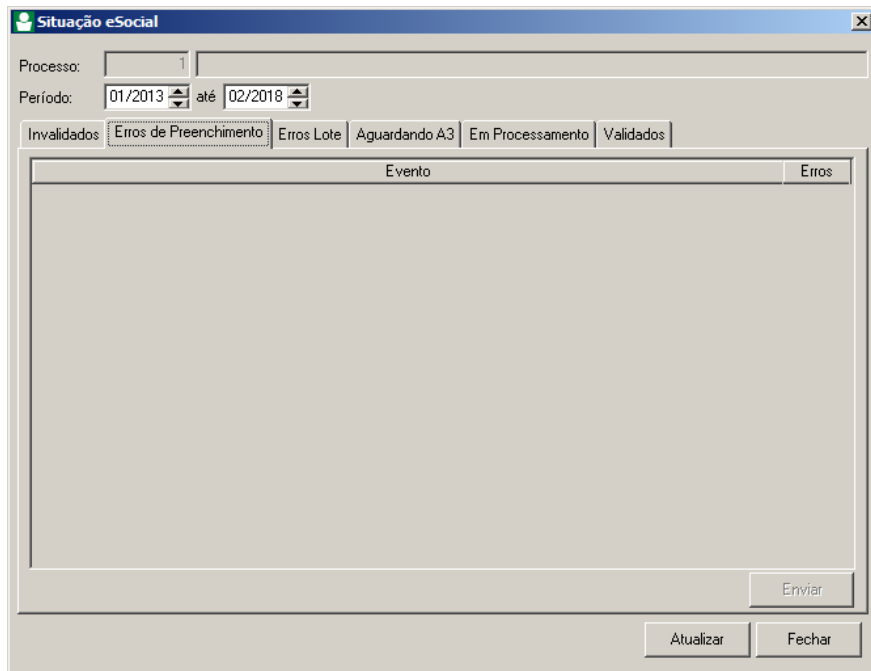 Situação eSocial
Processo: 1
Período: 01/2013 até 02/2018
Invalidados Erros de Preenchimento Erros Lote Aguardando A3 Em Processamento Validados
Evento Erros
Enviar
Atualizar Fechar